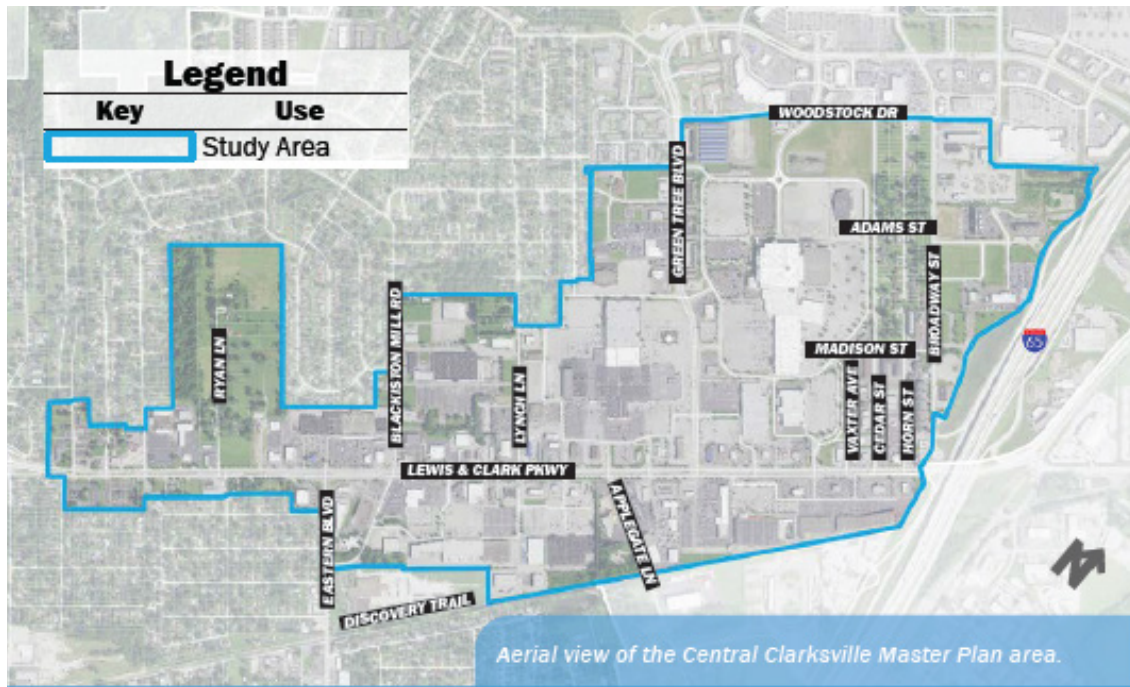 Legend
Key Use
Study Area
WOODSTOCK DR
GREEN TREE BLVD
ADAMS ST
BROADWAY ST
65
BLACKISTON MILL RD
RYAN LN
LYNCH LN
MADISON ST
VAXTER AVE
CEDAR ST
HORN ST
LEWIS & CLARK PKWY
APPLEGATE LN
EASTERN BLVD
DISCOVERY TRAIL
N
Aerial view of the Central Clarksville Master Plan area.